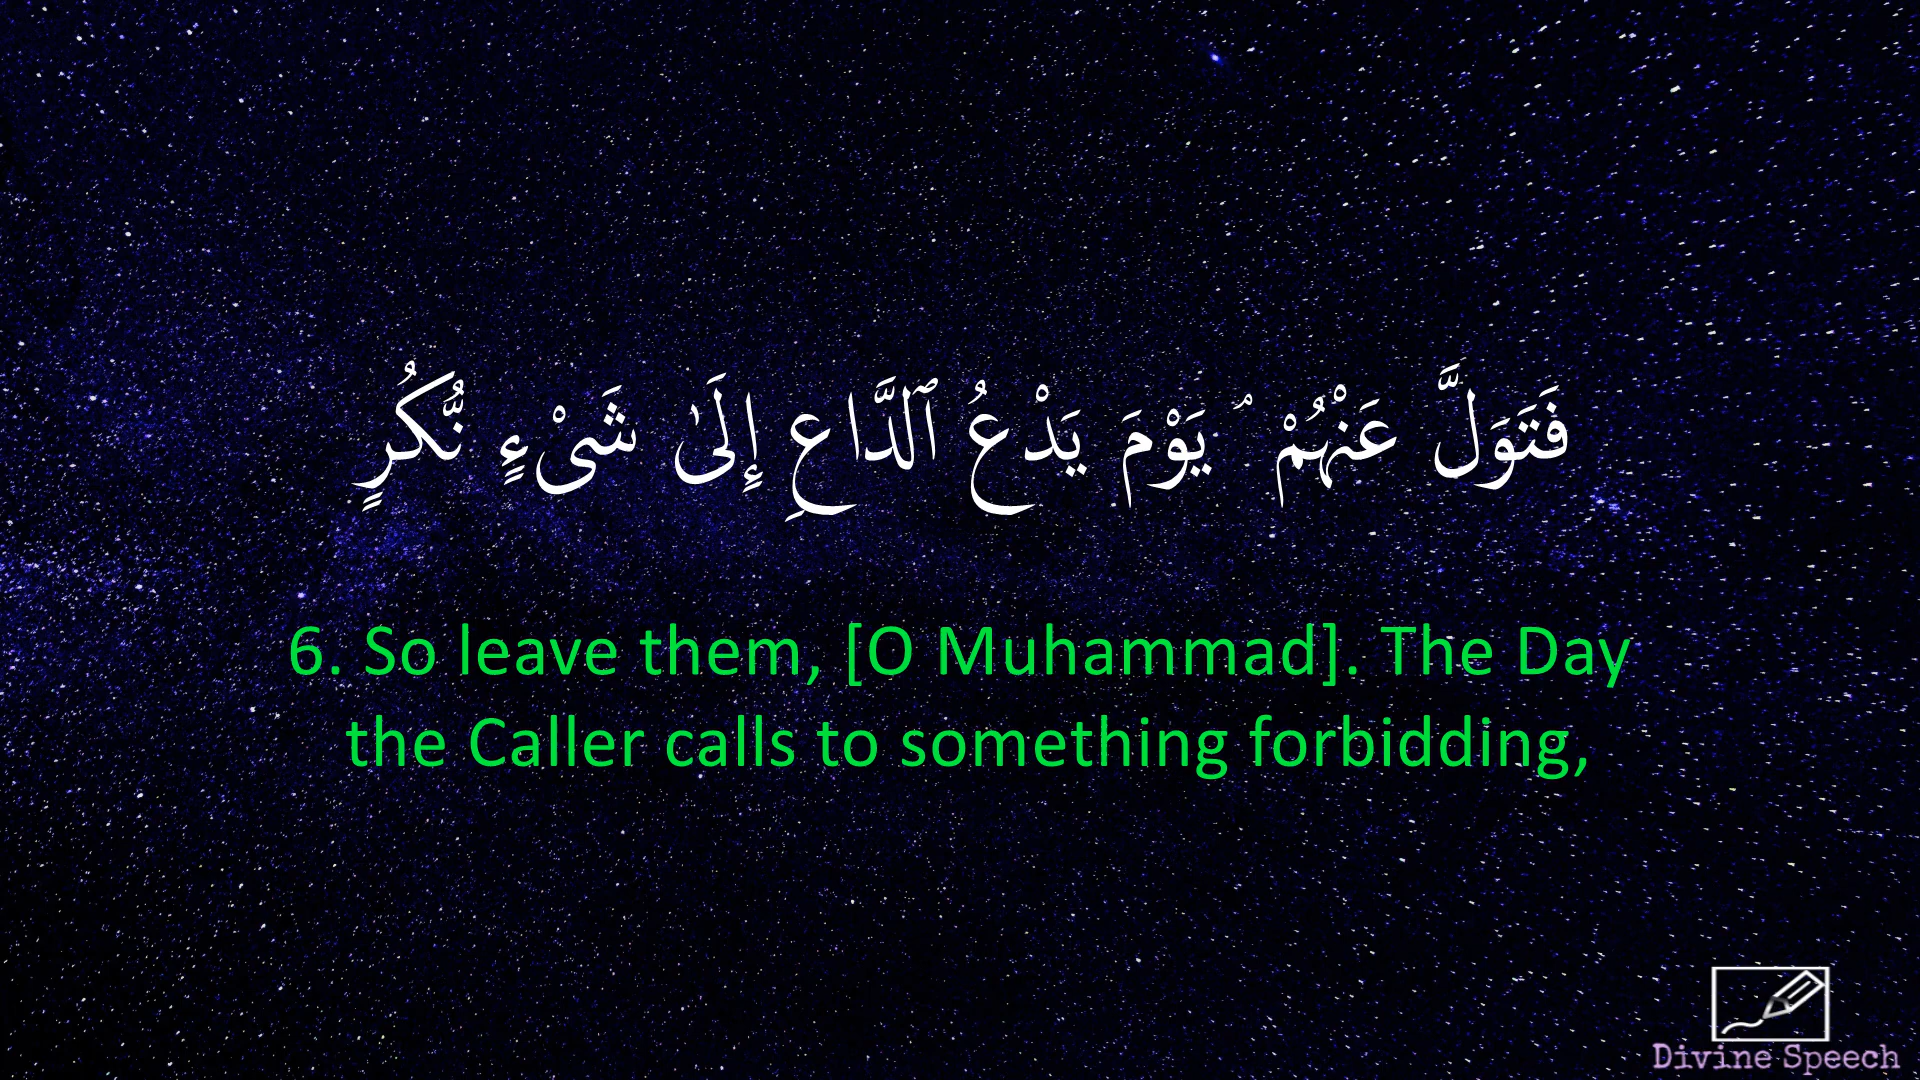 فَتَوَلَّ عَنْهُمْ ۘ يَوْمَ يَدْعُ ٱلدَّاعِ إِلَىٰ شَىْءٍ نُّكُرٍ
6. So leave them, [O Muhammad]. The Day
the Caller calls to something forbidding,
Divine Speech